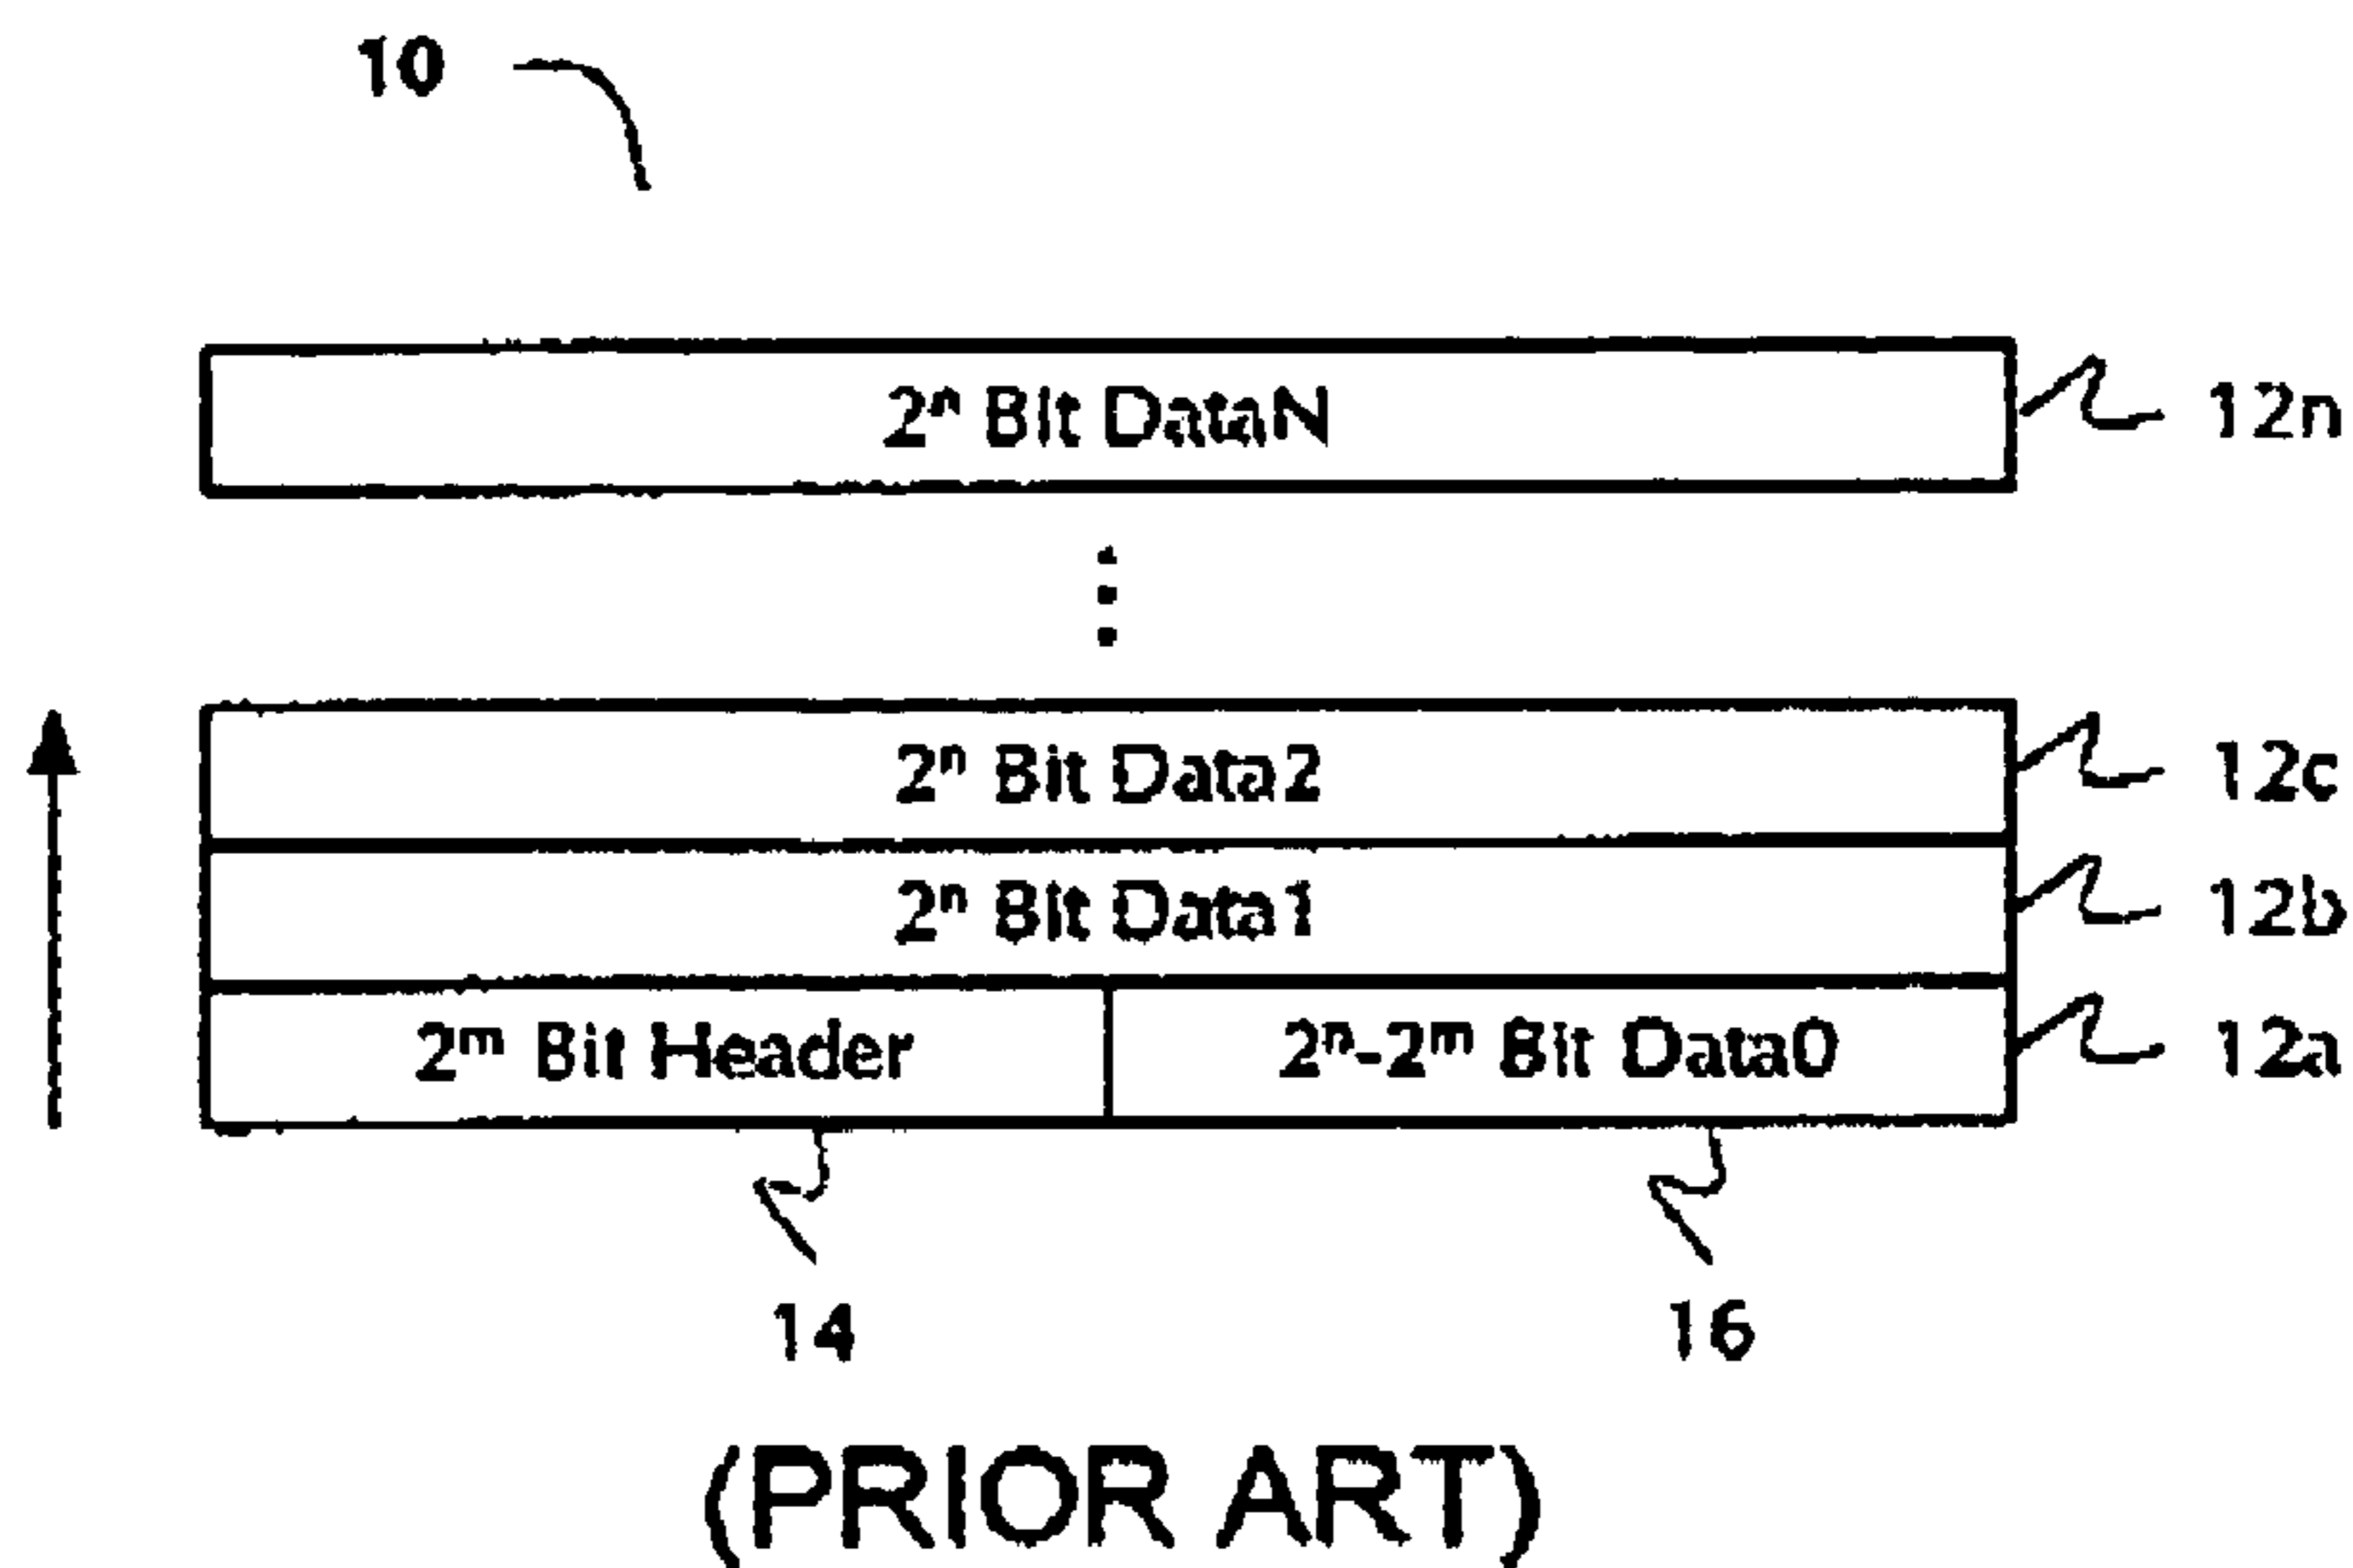 10
2ⁿ Bit DataN 12n
2ⁿ Bit Data2 12c
2ⁿ Bit Data1 12b
2ᵐ Bit Header 2ⁿ-2ᵐ Bit Data0 12a
14 16
(PRIOR ART)